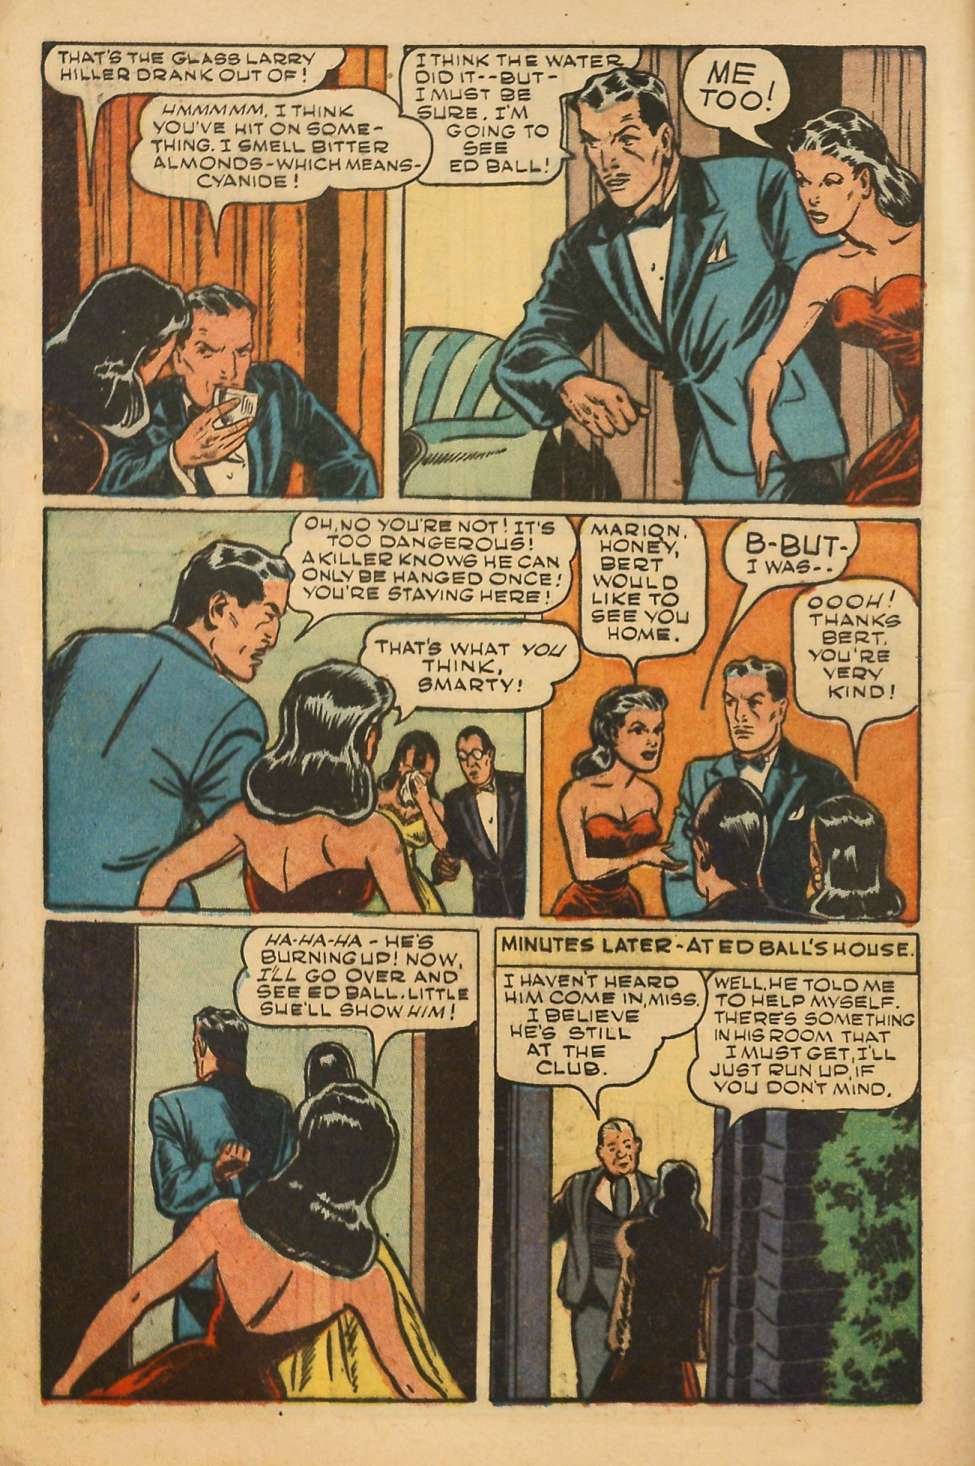 THAT'S THE GLASS LARRY
HILLER DRANK OUT OF!
HMMMMM, I THINK
YOU'VE HIT ON SOME-
THING. I SMELL BITTER
ALMONDS-WHICH MEANS-
CYANIDE!
I THINK THE WATER
DID IT--BUT-
I MUST BE
SURE. I'M
GOING TO
SEE
ED BALL!
ME
TOO!
OH, NO YOU'RE NOT! IT'S
TOO DANGEROUS!
A KILLER KNOWS HE CAN
ONLY BE HANGED ONCE!
YOU'RE STAYING HERE!
THAT'S WHAT YOU
THINK,
SMARTY!
MARION,
HONEY,
BERT
WOULD
LIKE TO
SEE YOU
HOME.
B-BUT-
I WAS--
OOOH!
THANKS
BERT,
YOU'RE
VERY
KIND!
HA-HA-HA - HE'S
BURNING UP! NOW,
I'LL GO OVER AND
SEE ED BALL. LITTLE
SHE'LL SHOW HIM!
MINUTES LATER-AT ED BALL'S HOUSE.
I HAVEN'T HEARD
HIM COME IN, MISS.
I BELIEVE
HE'S STILL
AT THE
CLUB.
WELL, HE TOLD ME
TO HELP MYSELF.
THERE'S SOMETHING
IN HIS ROOM THAT
I MUST GET, I'LL
JUST RUN UP, IF
YOU DON'T MIND.